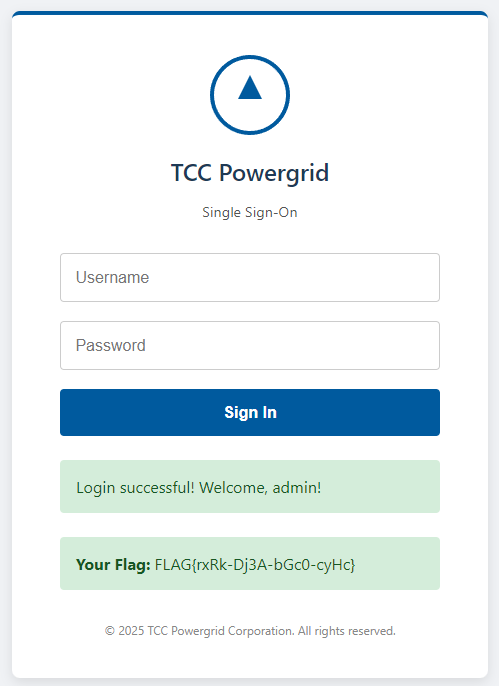 TCC Powergrid
Single Sign-On
Username
Password
Sign In
Login successful! Welcome, admin!
Your Flag: FLAG{rxRk-Dj3A-bGc0-cyHc}
© 2025 TCC Powergrid Corporation. All rights reserved.